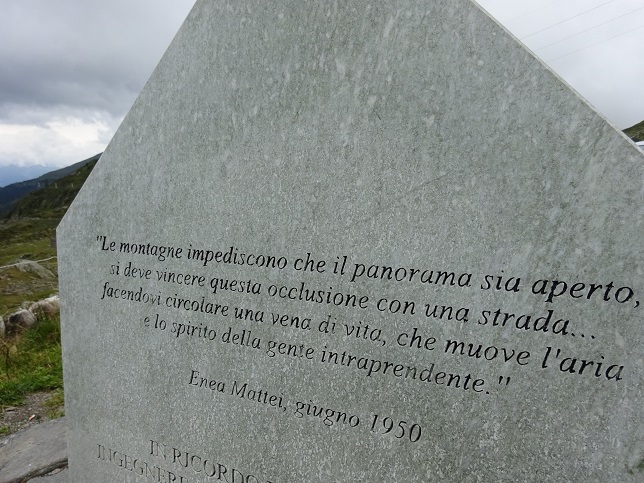 "Le montagne impediscono che il panorama sia aperto,
si deve vincere questa occlusione con una strada...
facendovi circolare una vena di vita, che muove l'aria
e lo spirito della gente intraprendente."
Enea Mattei, giugno 1950
IN RICORDO
INGEGNERI